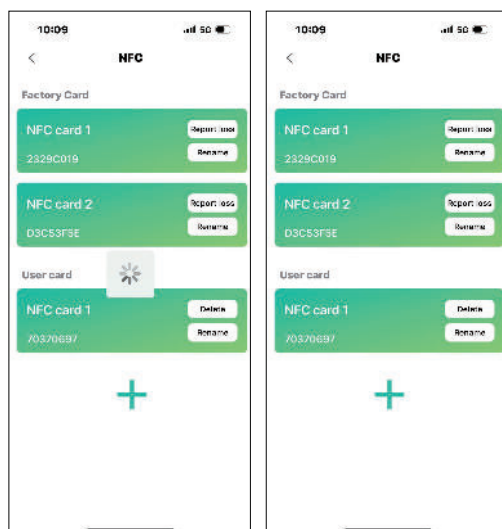 10:09 5G
NFC
Factory Card
NFC card 1
Report loss
2329C019
Rename
NFC card 2
Report loss
D3C53F5E
Rename
User card
NFC card 1
Delete
70370697
Rename
10:09 5G
NFC
Factory Card
NFC card 1
Report loss
2329C019
Rename
NFC card 2
Report loss
D3C53F5E
Rename
User card
NFC card 1
Delete
70370697
Rename